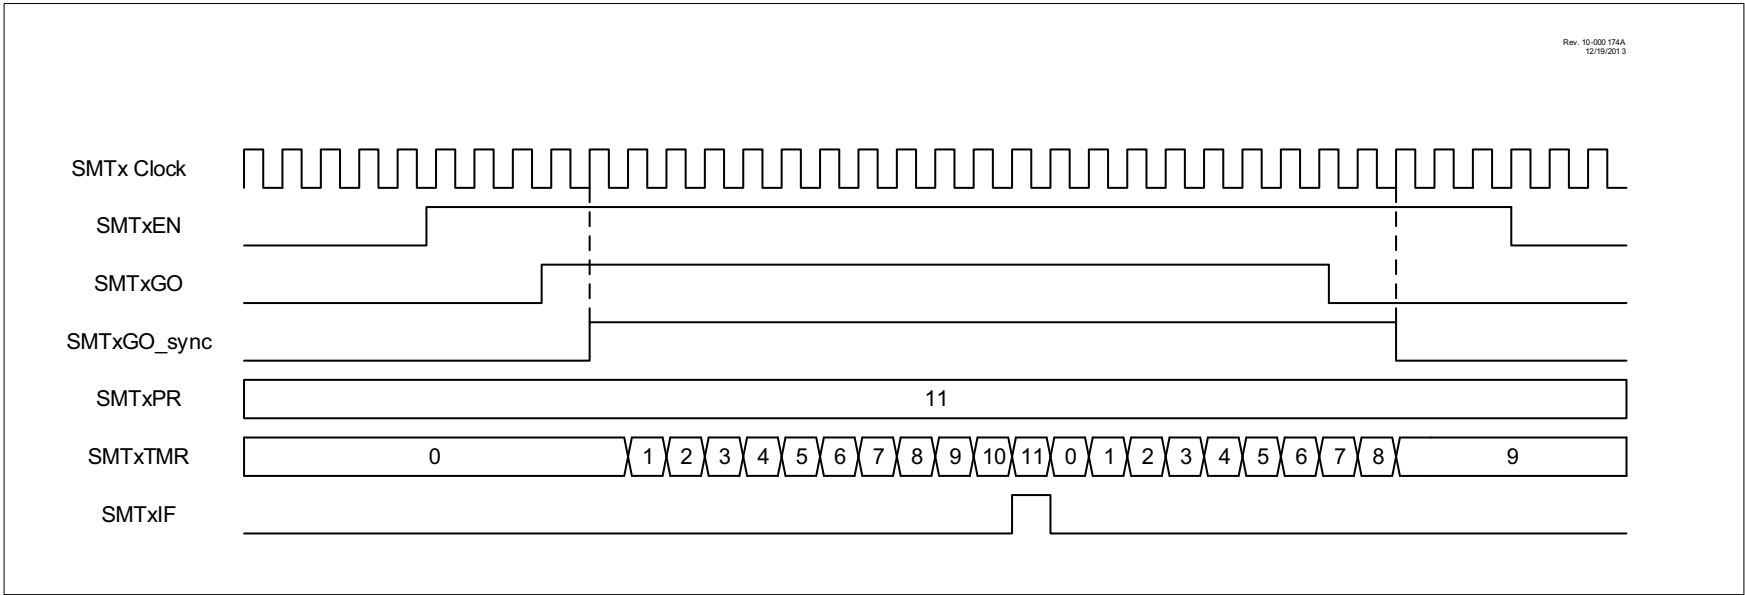 Rev. 10-000 174A
12/19/201 3
SMTx Clock
SMTxEN
SMTxGO
SMTxGO_sync
SMTxPR 11
SMTxTMR 0 1 2 3 4 5 6 7 8 9 10 11 0 1 2 3 4 5 6 7 8 9
SMTxIF